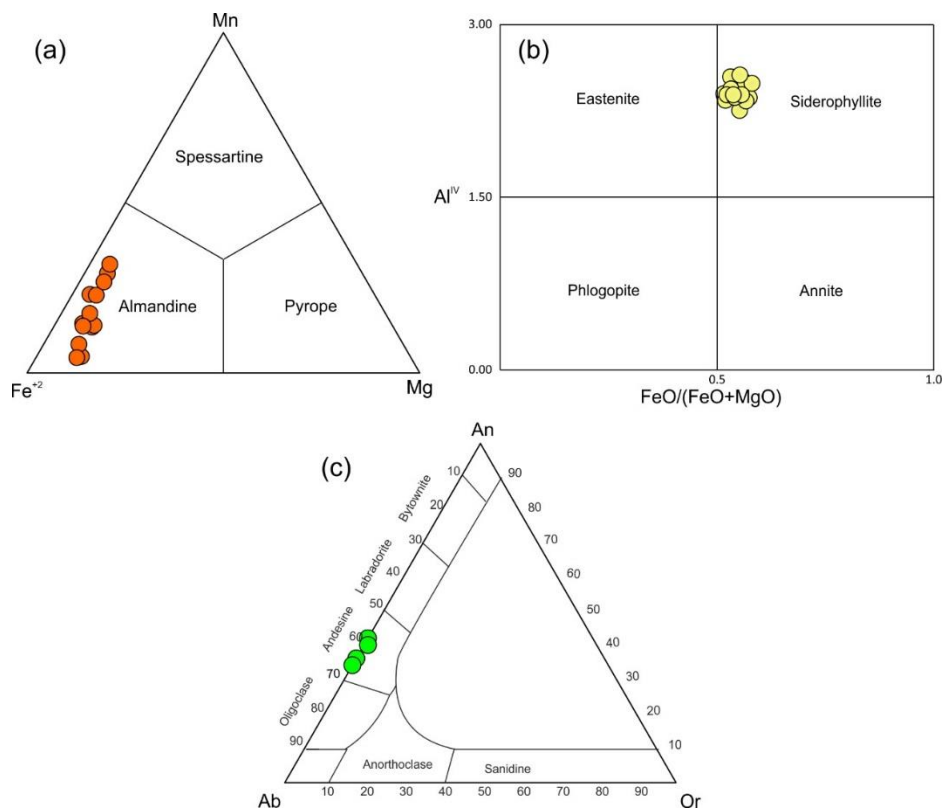 Mn
(a)
Spessartine
Almandine
Pyrope
Fe⁺²
Mg
3.00
(b)
Eastenite
Siderophyllite
Al^IV
1.50
Phlogopite
Annite
0.00
0.5
1.0
FeO/(FeO+MgO)
An
(c)
10
90
Bytownite
20
80
30
70
Labradorite
40
60
50
50
Andesine
60
40
70
30
Oligoclase
80
20
90
10
Anorthoclase
Sanidine
Ab
10
20
30
40
50
60
70
80
90
Or